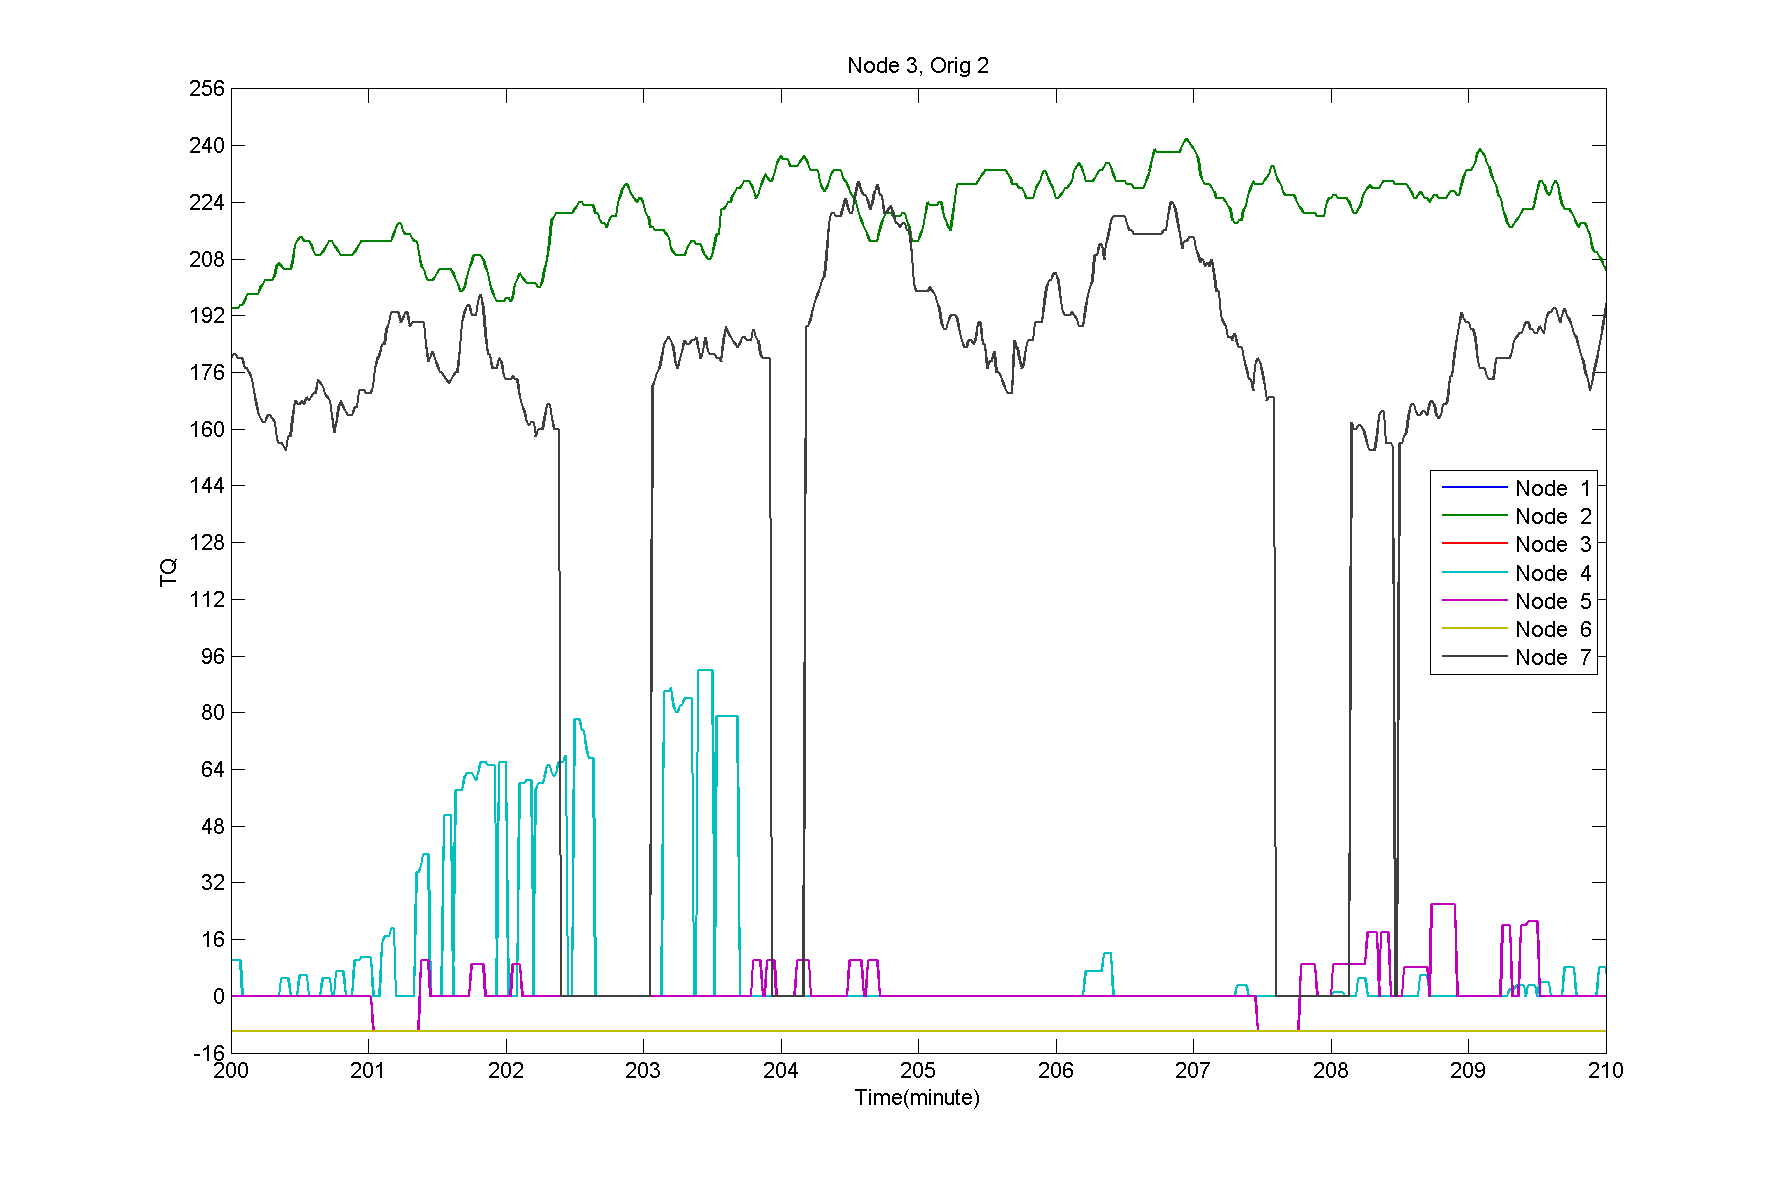 Node 3, Orig 2
256
240
224
208
192
176
160
144
128
112
96
80
64
48
32
16
0
-16
TQ
Node 1
Node 2
Node 3
Node 4
Node 5
Node 6
Node 7
200 201 202 203 204 205 206 207 208 209 210
Time(minute)